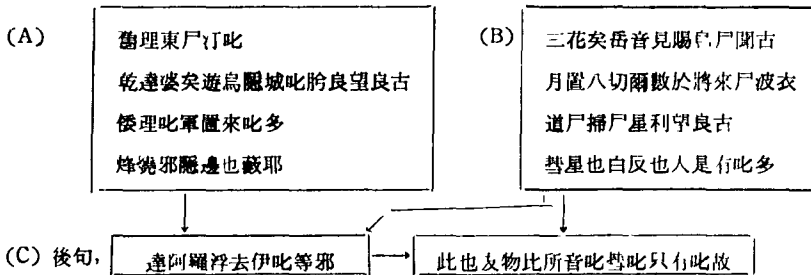 (A)
舊理東尸汀叱
乾達婆矣遊烏隱城叱肹良望良古
倭理叱軍置來叱多
烽燒邪隱邊也藪耶
(B)
三花矣岳音見賜烏尸聞古
月置八切爾數於將來尸波衣
道尸掃尸星利望良古
彗星也白反也人是有叱多
(C) 後句, 達阿羅浮去伊叱等邪
此也友物比所音叱彗叱只有叱故